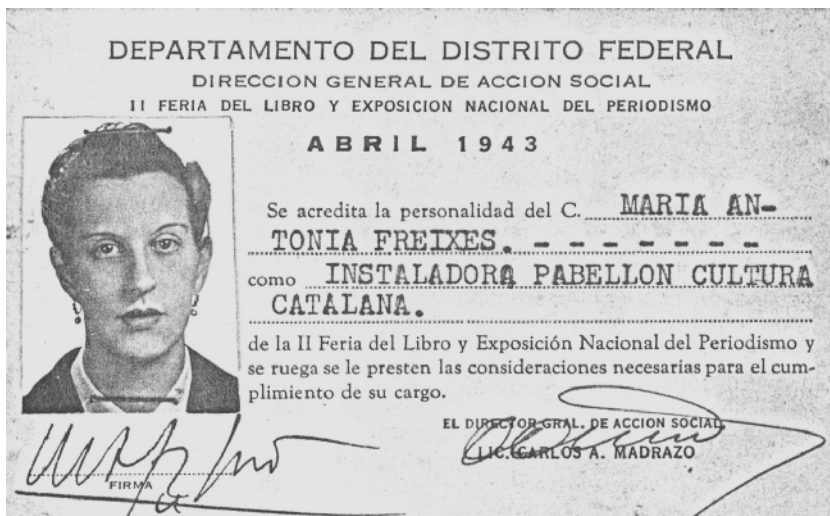 DEPARTAMENTO DEL DISTRITO FEDERAL
DIRECCION GENERAL DE ACCION SOCIAL
II FERIA DEL LIBRO Y EXPOSICION NACIONAL DEL PERIODISMO
ABRIL 1943
Se acredita la personalidad del C. MARIA AN-
TONIA FREIXES. - - - - - - -
como INSTALADORA PABELLON CULTURA
CATALANA.
de la II Feria del Libro y Exposición Nacional del Periodismo y
se ruega se le presten las consideraciones necesarias para el cum-
plimiento de su cargo.
EL DIRECTOR GRAL. DE ACCION SOCIAL,
LIC. CARLOS A. MADRAZO
FIRMA